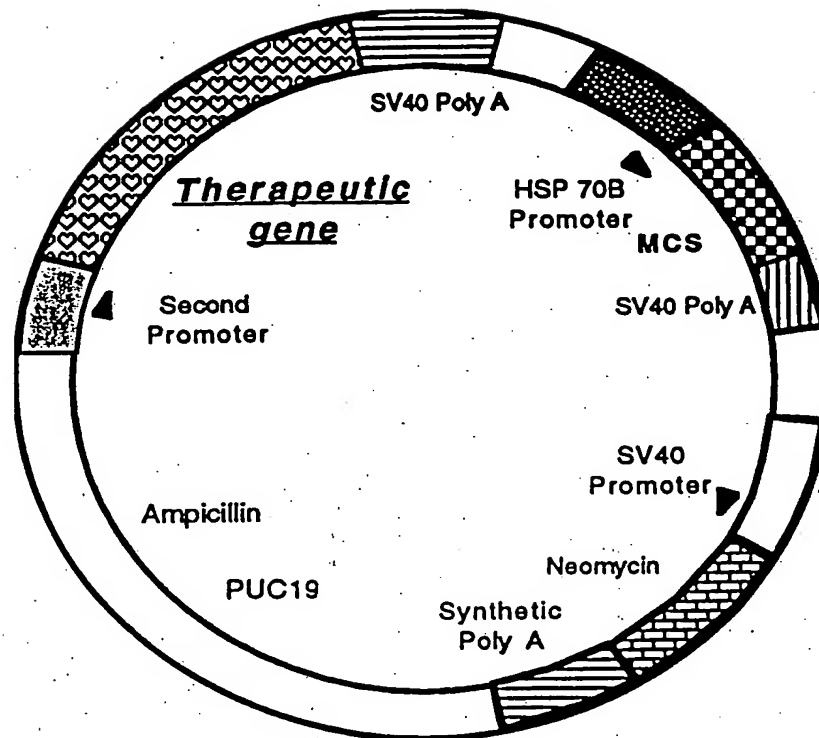 SV40 Poly A
Therapeutic
gene
HSP 70B
Promoter
MCS
Second
Promoter
SV40 Poly A
SV40
Promoter
Ampicillin
Neomycin
PUC19
Synthetic
Poly A